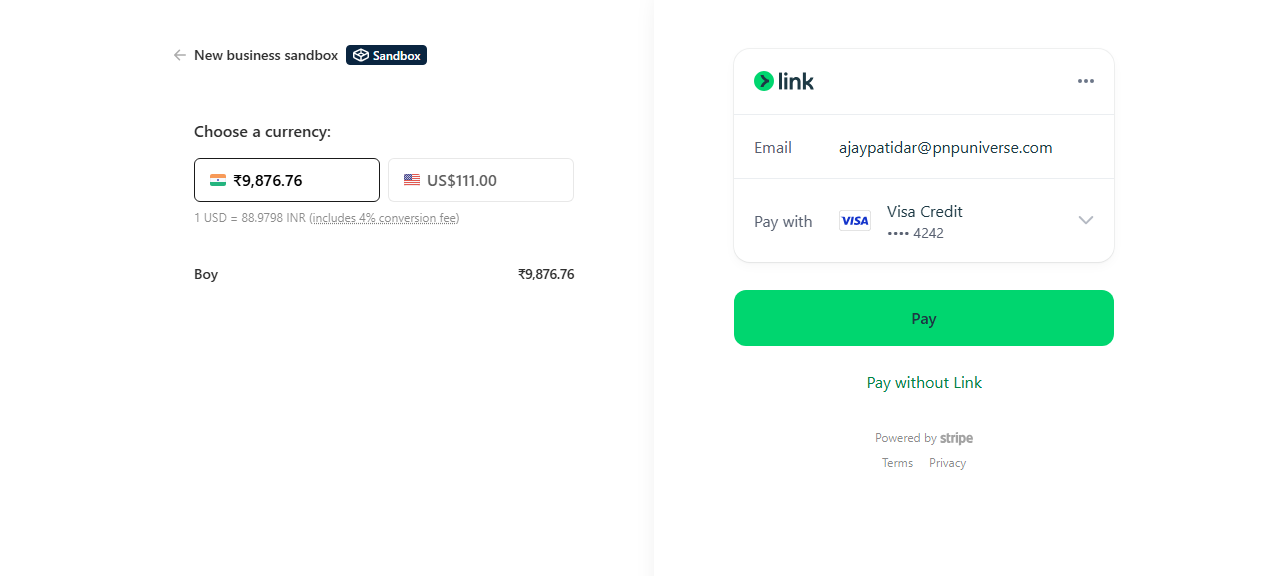 New business sandbox Sandbox
Choose a currency:
₹9,876.76 US$111.00
1 USD = 88.9798 INR (includes 4% conversion fee)
Boy ₹9,876.76
link
Email ajaypatidar@pnpuniverse.com
Pay with VISA Visa Credit
•••• 4242
Pay
Pay without Link
Powered by stripe
Terms Privacy